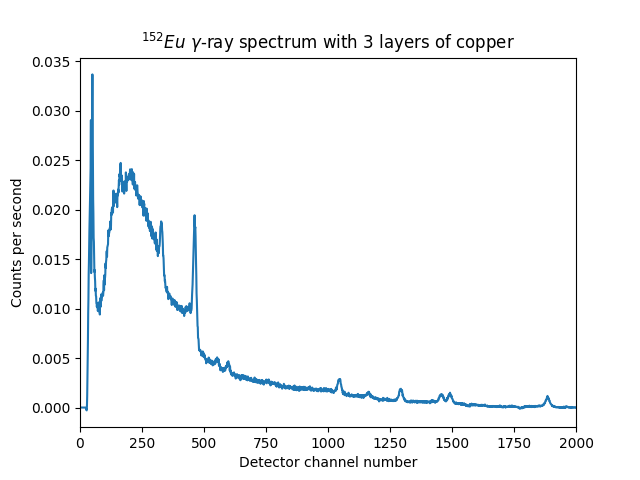 ¹⁵²Eu γ-ray spectrum with 3 layers of copper
0.035
0.030
0.025
0.020
0.015
0.010
0.005
0.000
Counts per second
0 250 500 750 1000 1250 1500 1750 2000
Detector channel number